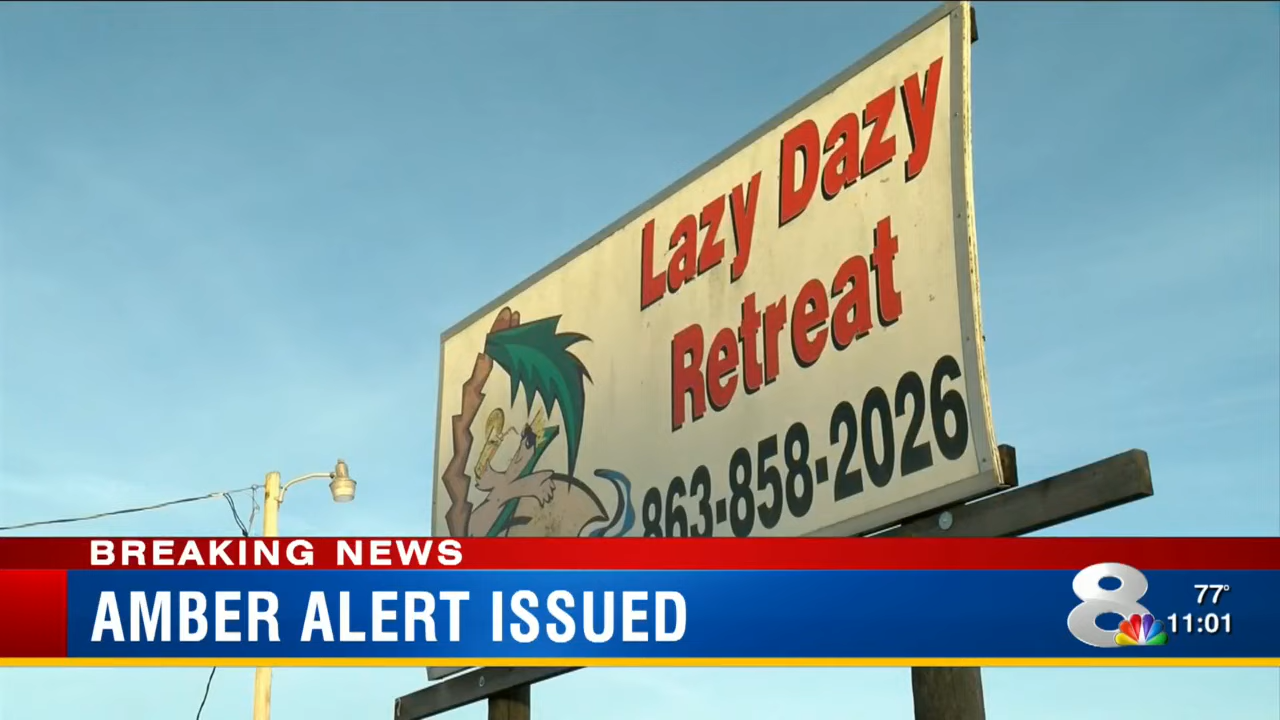 Lazy Dazy
Retreat
863-858-2026
BREAKING NEWS
AMBER ALERT ISSUED
8
77°
11:01